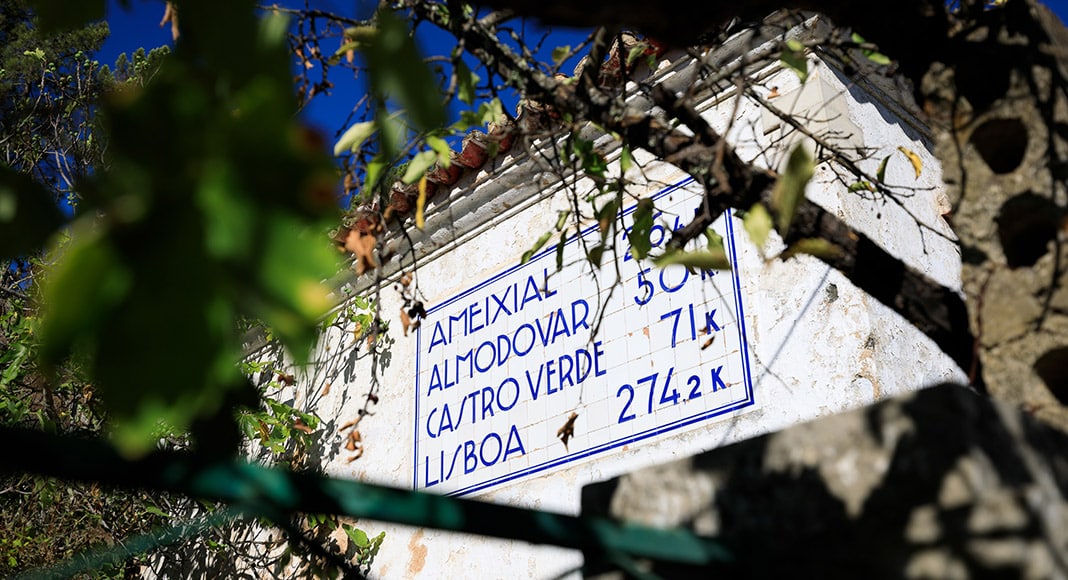 AMEIXIAL
ALMODOVAR 50 K
CASTRO VERDE 71 K
LISBOA 274.2 K